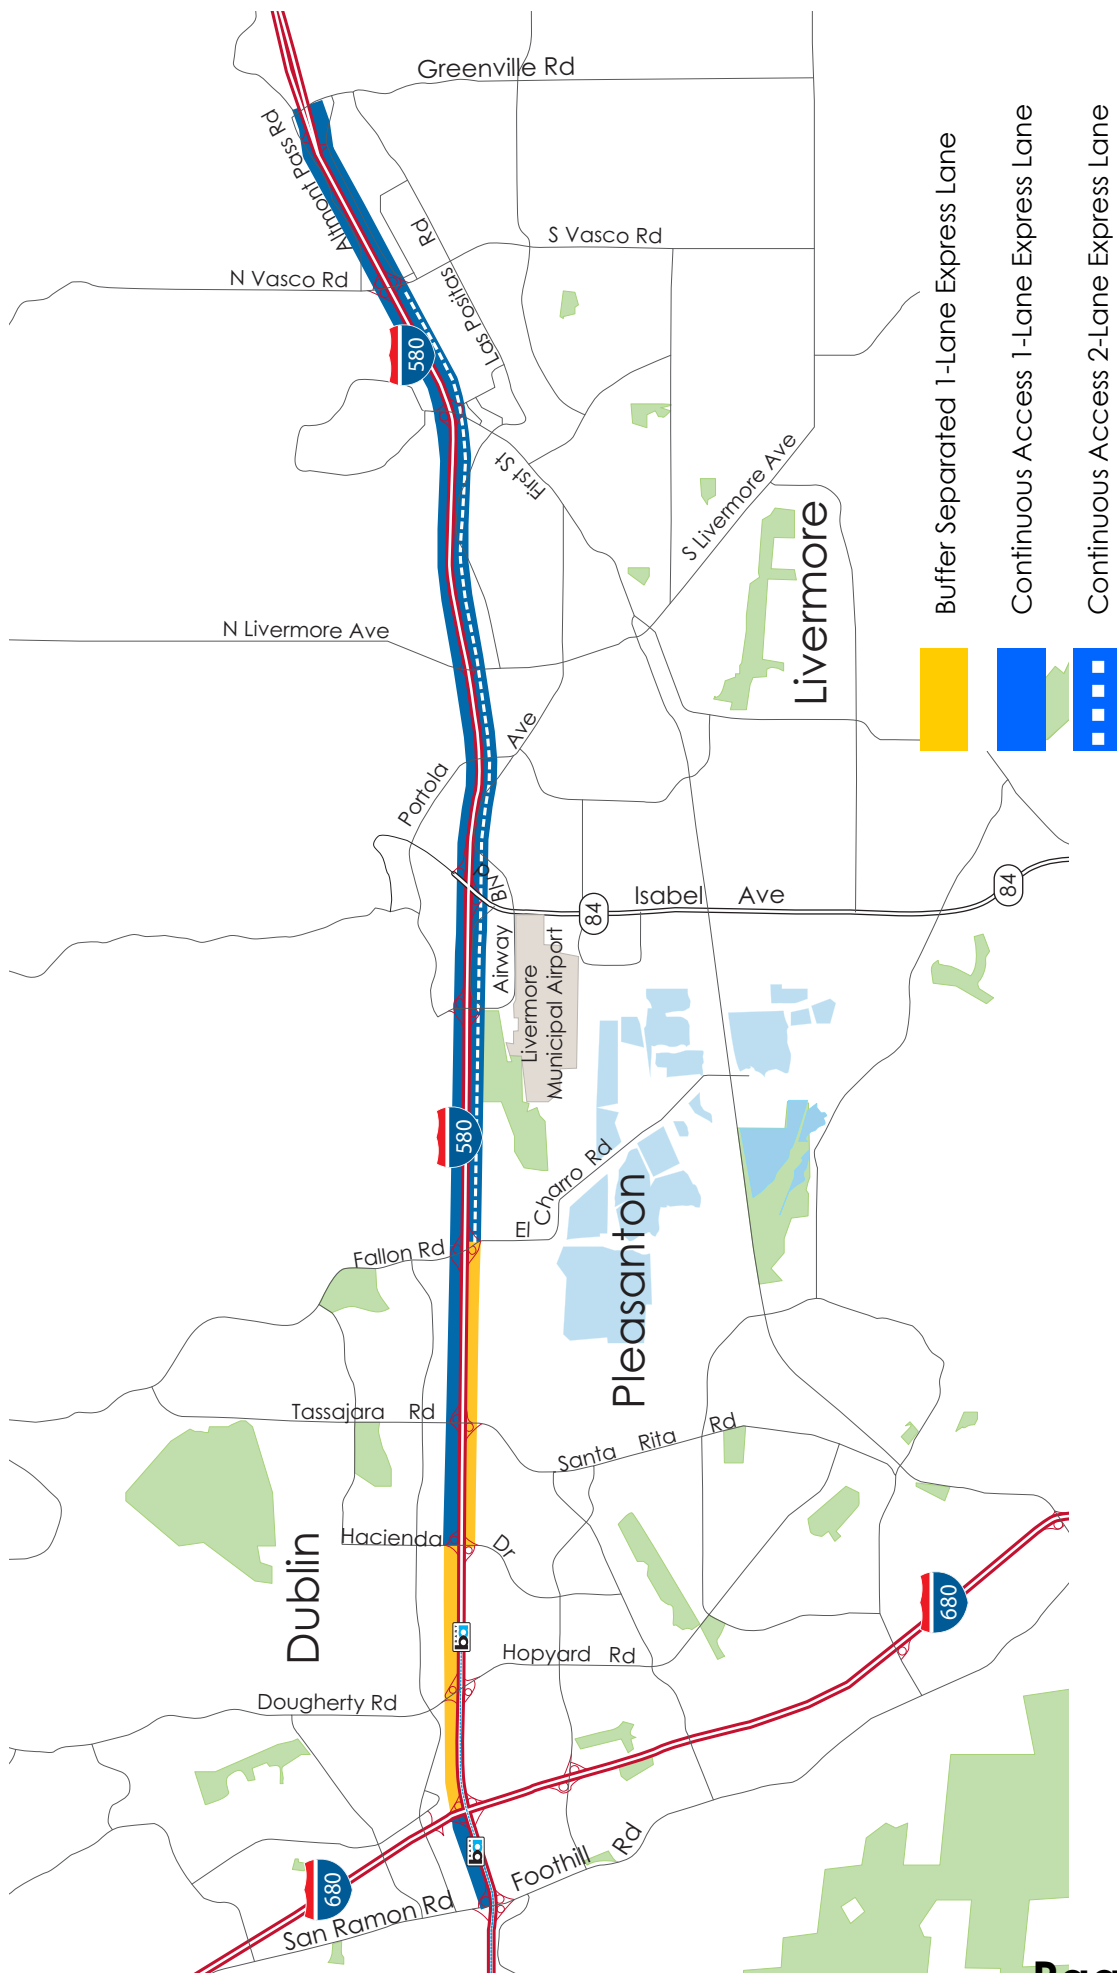 Greenville Rd
Altmont Pass Rd
Las Positas Rd
S Vasco Rd
N Vasco Rd
580
First St
S Livermore Ave
Livermore
N Livermore Ave
Portola Ave
Airway Blvd
84
Isabel Ave
84
Livermore
Municipal Airport
580
El Charro Rd
Pleasanton
Fallon Rd
Tassajara Rd
Santa Rita Rd
Hacienda Dr
Dublin
Hopyard Rd
Dougherty Rd
680
680
Foothill Rd
San Ramon Rd
Buffer Separated 1-Lane Express Lane
Continuous Access 1-Lane Express Lane
Continuous Access 2-Lane Express Lane
ba
ba